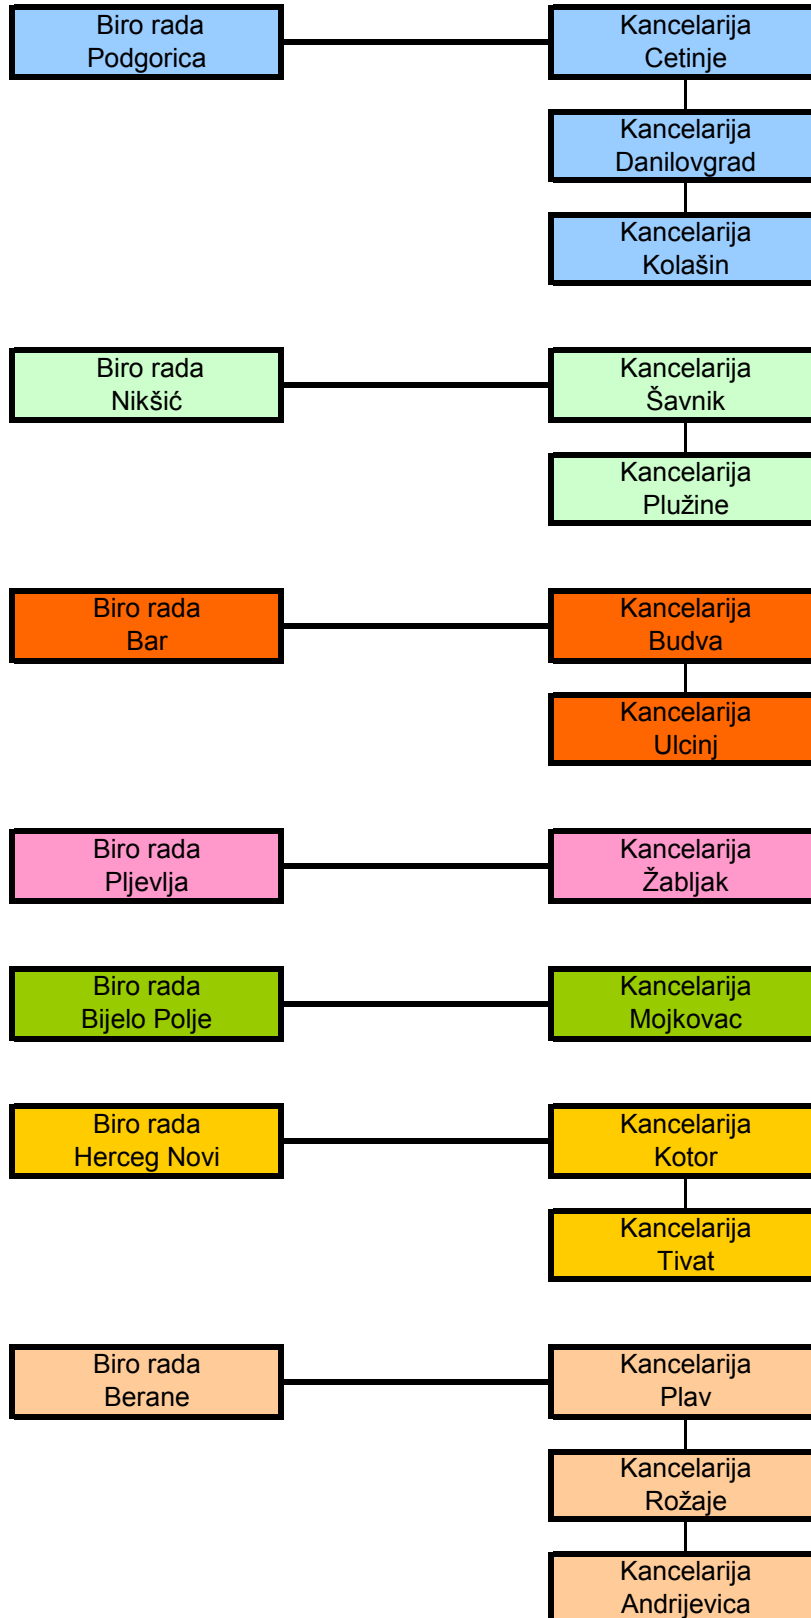 Biro rada
Podgorica
Kancelarija
Cetinje
Kancelarija
Danilovgrad
Kancelarija
Kolašin
Biro rada
Nikšić
Kancelarija
Šavnik
Kancelarija
Plužine
Biro rada
Bar
Kancelarija
Budva
Kancelarija
Ulcinj
Biro rada
Pljevlja
Kancelarija
Žabljak
Biro rada
Bijelo Polje
Kancelarija
Mojkovac
Biro rada
Herceg Novi
Kancelarija
Kotor
Kancelarija
Tivat
Biro rada
Berane
Kancelarija
Plav
Kancelarija
Rožaje
Kancelarija
Andrijevica